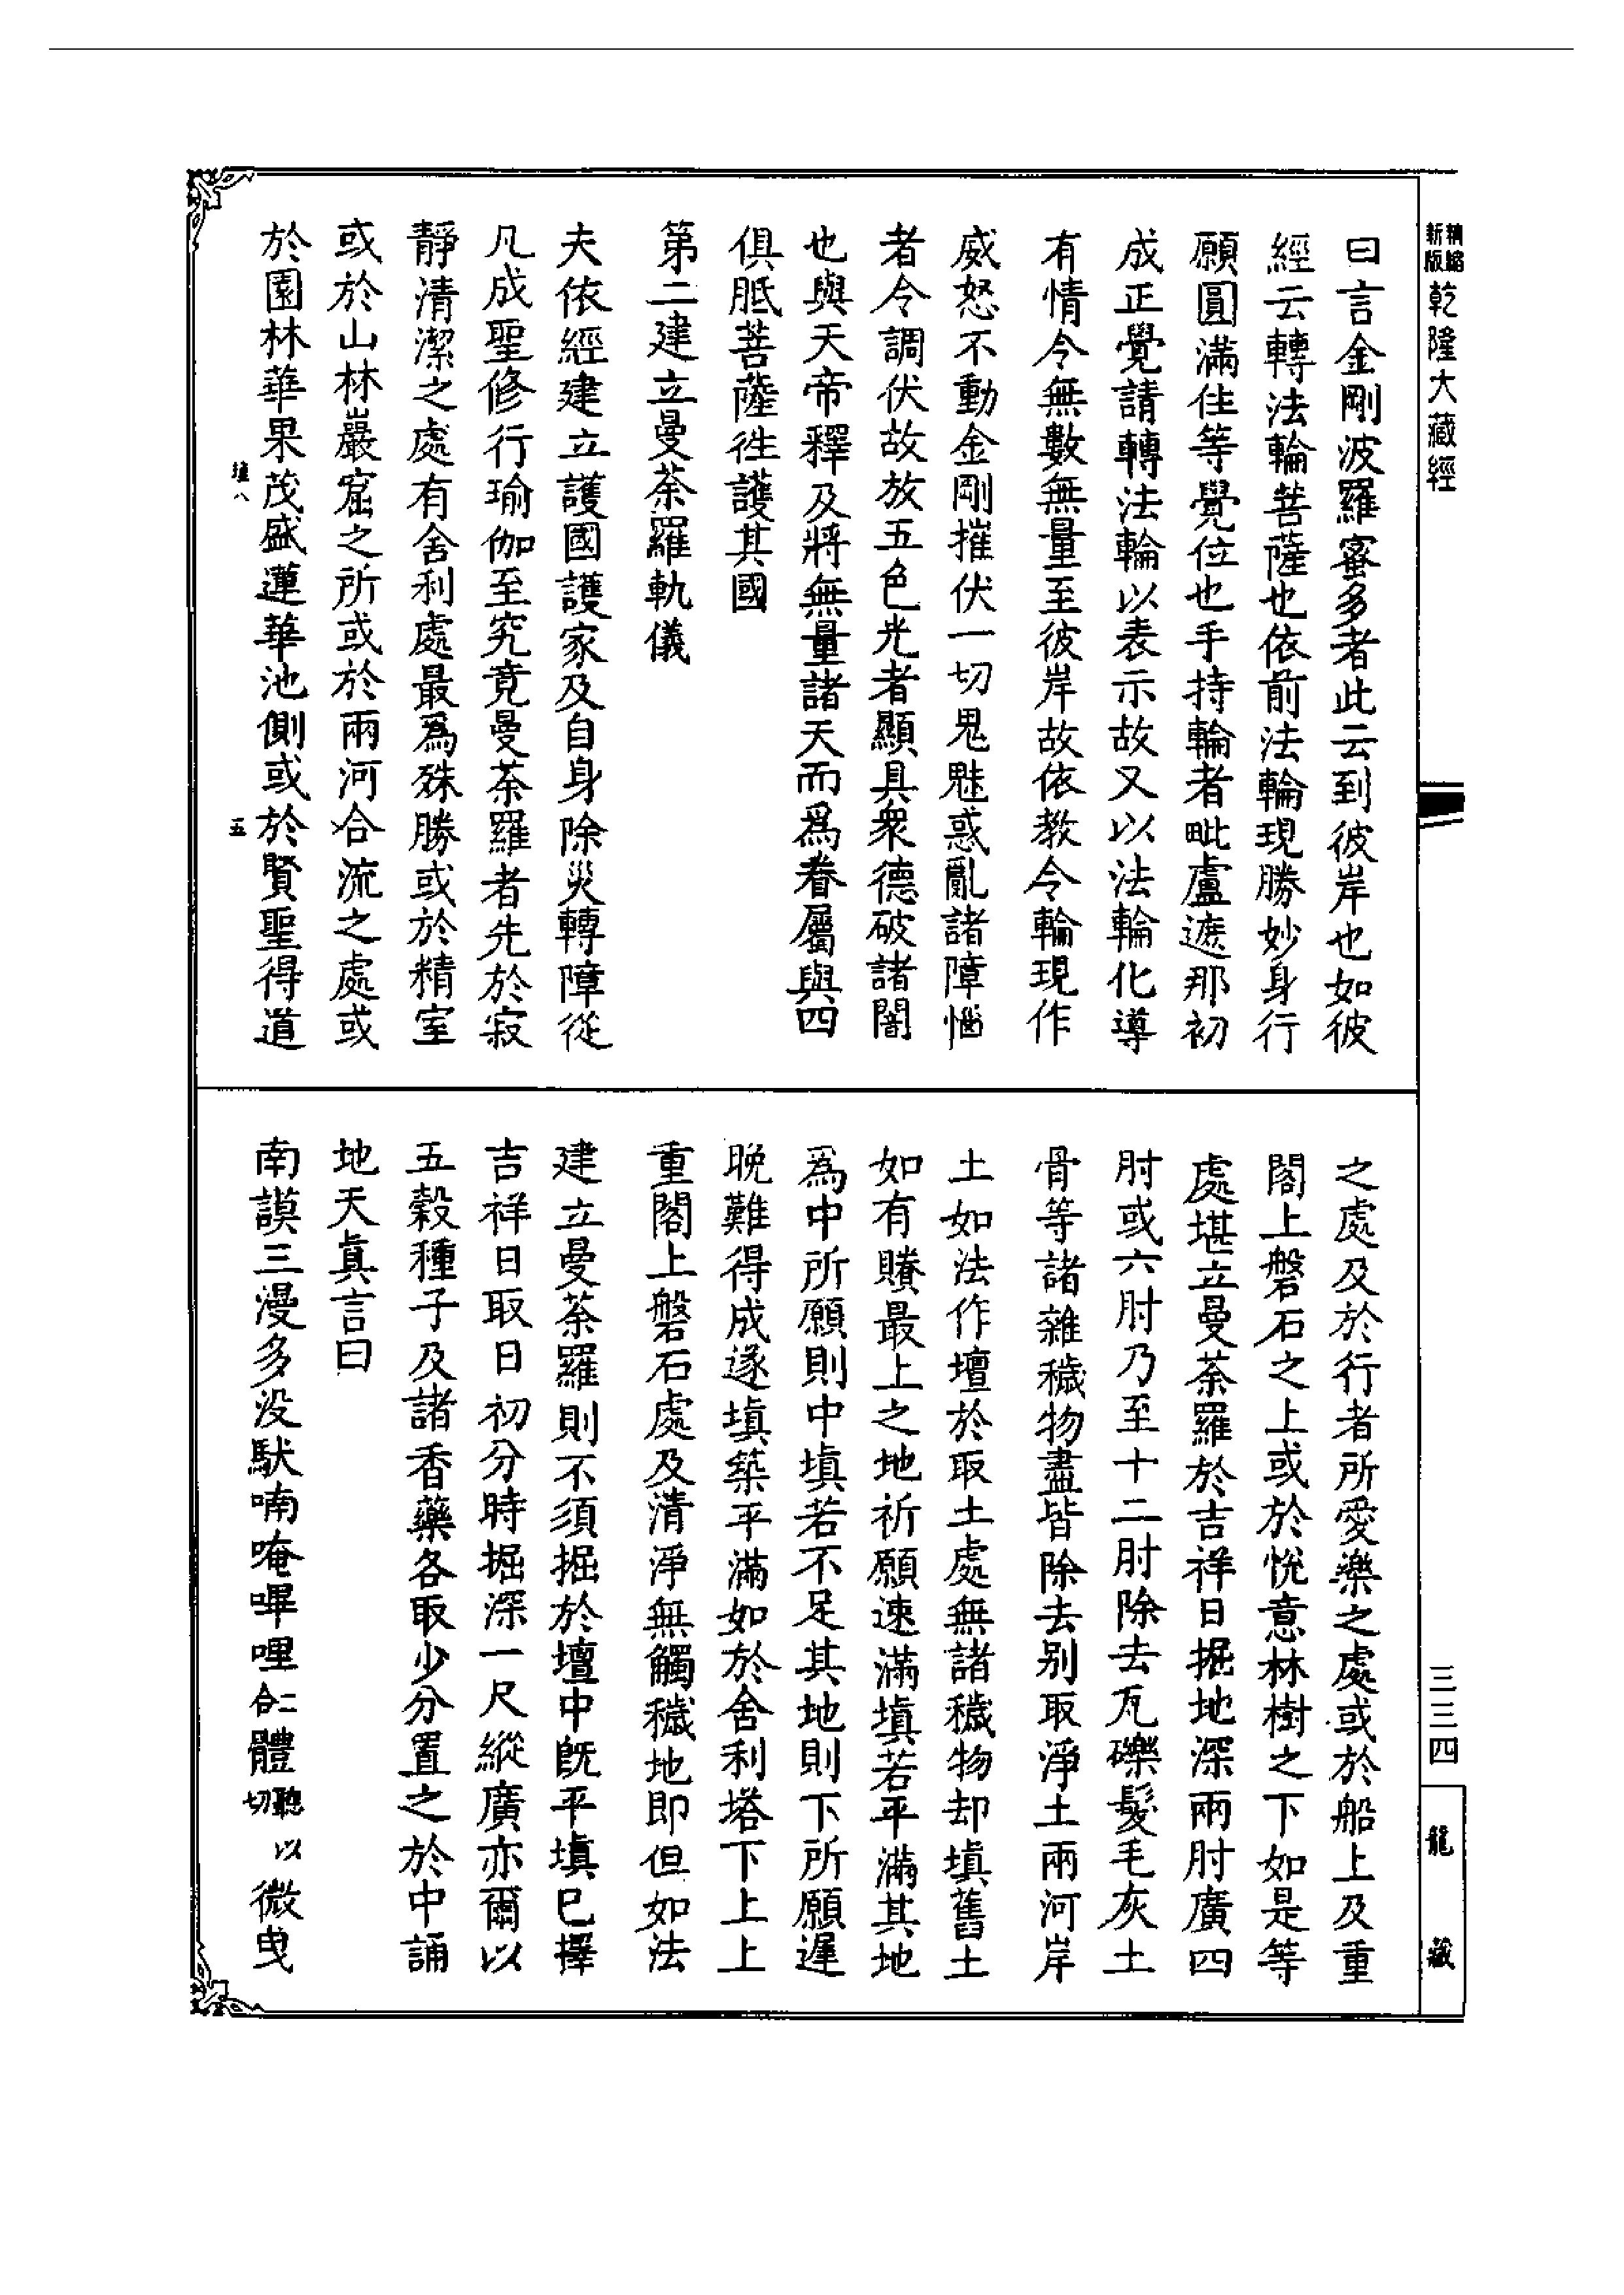 精縮新版乾隆大藏經
三三四
龍藏
曰言金剛波羅蜜多者此云到彼岸也如彼
經云轉法輪菩薩也依前法輪現勝妙身行
願圓滿住等覺位也手持輪者毗盧遮那初
成正覺請轉法輪以表示故又以法輪化導
有情令無數無量至彼岸故依教令輪現作
威怒不動金剛摧伏一切鬼魅惑亂諸障惱
者令調伏故放五色光者顯具衆德破諸闇
也與天帝釋及將無量諸天而爲眷屬與四
俱胝菩薩徃護其國
第二建立曼荼羅軌儀
夫依經建立護國護家及自身除災轉障從
凡成聖修行瑜伽至究竟曼荼羅者先於寂
靜清潔之處有舍利處最爲殊勝或於精室
或於山林巖窟之所或於兩河合流之處或
於園林華果茂盛蓮華池側或於賢聖得道
八 五
之處及於行者所愛樂之處或於船上及重
閣上磐石之上或於悅意林樹之下如是等
處堪立曼荼羅於吉祥日掘地深兩肘廣四
肘或六肘乃至十二肘除去瓦礫髮毛灰土
骨等諸雜穢物盡皆除去别取淨土兩河岸
土如法作壇於取土處無諸穢物却填舊土
如有賸最上之地祈願速滿填若平滿其地
爲中所願則中填若不足其地則下所願遲
晚難得成遂填築平滿如於舍利塔下上上
重閣上磐石處及清淨無觸穢地即但如法
建立曼荼羅則不須掘於壇中旣平填已擇
吉祥日取日初分時掘深一尺縱廣亦爾以
五穀種子及諸香藥各取少分置之於中誦
地天眞言曰
南謨三漫多没馱喃唵嗶哩二合體聽以切微曳